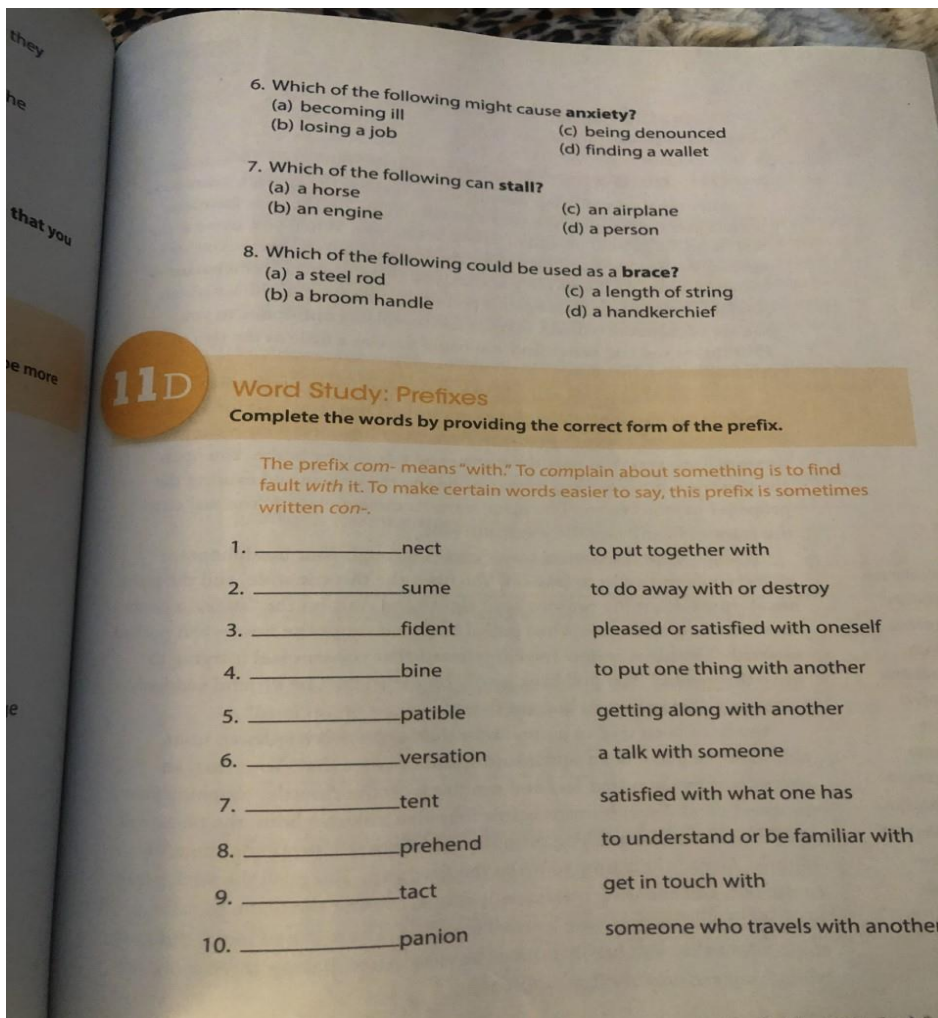 they
he
that you
be more
6. Which of the following might cause anxiety?
(a) becoming ill
(b) losing a job
(c) being denounced
(d) finding a wallet
7. Which of the following can stall?
(a) a horse
(b) an engine
(c) an airplane
(d) a person
8. Which of the following could be used as a brace?
(a) a steel rod
(b) a broom handle
(c) a length of string
(d) a handkerchief
11D Word Study: Prefixes
Complete the words by providing the correct form of the prefix.
The prefix com- means “with.” To complain about something is to find
fault with it. To make certain words easier to say, this prefix is sometimes
written con-.
1. ____________nect to put together with
2. ____________sume to do away with or destroy
3. ____________fident pleased or satisfied with oneself
4. ____________bine to put one thing with another
5. ____________patible getting along with another
6. ____________versation a talk with someone
7. ____________tent satisfied with what one has
8. ____________prehend to understand or be familiar with
9. ____________tact get in touch with
10. ____________panion someone who travels with another